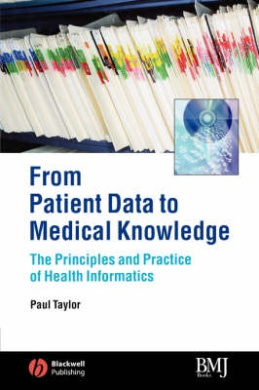 From
Patient Data to
Medical Knowledge
The Principles and Practice
of Health Informatics
Paul Taylor
Blackwell
Publishing
BMJ
Books